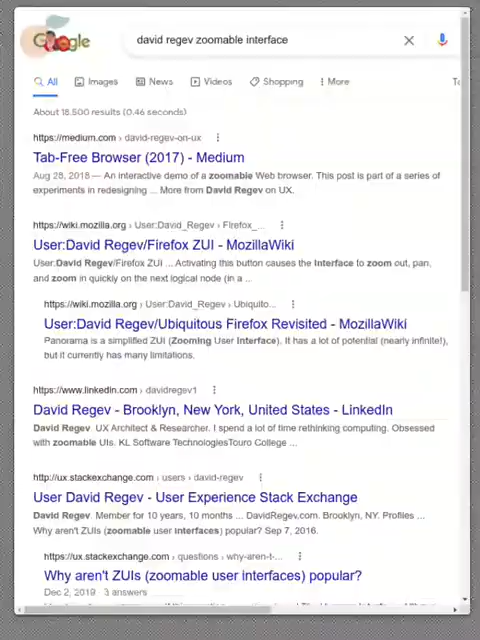 Google
david regev zoomable interface
All Images News Videos Shopping More
About 18,500 results (0.46 seconds)
https://medium.com › david-regev-on-ux
Tab-Free Browser (2017) - Medium
Aug 28, 2018 — An interactive demo of a zoomable Web browser. This post is part of a series of
experiments in redesigning ... More from David Regev on UX.
https://wiki.mozilla.org › User:David_Regev › Firefox_...
User:David Regev/Firefox ZUI - MozillaWiki
User:David Regev/Firefox ZUI ... Activating this button causes the interface to zoom out, pan,
and zoom in quickly on the next logical node (in a ...
https://wiki.mozilla.org › User:David_Regev › Ubiquito...
User:David Regev/Ubiquitous Firefox Revisited - MozillaWiki
Panorama is a simplified ZUI (Zooming User Interface). It has a lot of potential (nearly infinite!),
but it currently has many limitations.
https://www.linkedin.com › davidregev1
David Regev - Brooklyn, New York, United States - LinkedIn
David Regev. UX Architect & Researcher. I spend a lot of time rethinking computing. Obsessed
with zoomable UIs. KL Software TechnologiesTouro College ...
http://ux.stackexchange.com › users › david-regev
User David Regev - User Experience Stack Exchange
David Regev. Member for 10 years, 10 months ... DavidRegev.com. Brooklyn, NY. Profiles ...
Why aren't ZUIs (zoomable user interfaces) popular? Sep 7, 2016.
https://ux.stackexchange.com › questions › why-aren-t-...
Why aren't ZUIs (zoomable user interfaces) popular?
Dec 2, 2019 · 3 answers